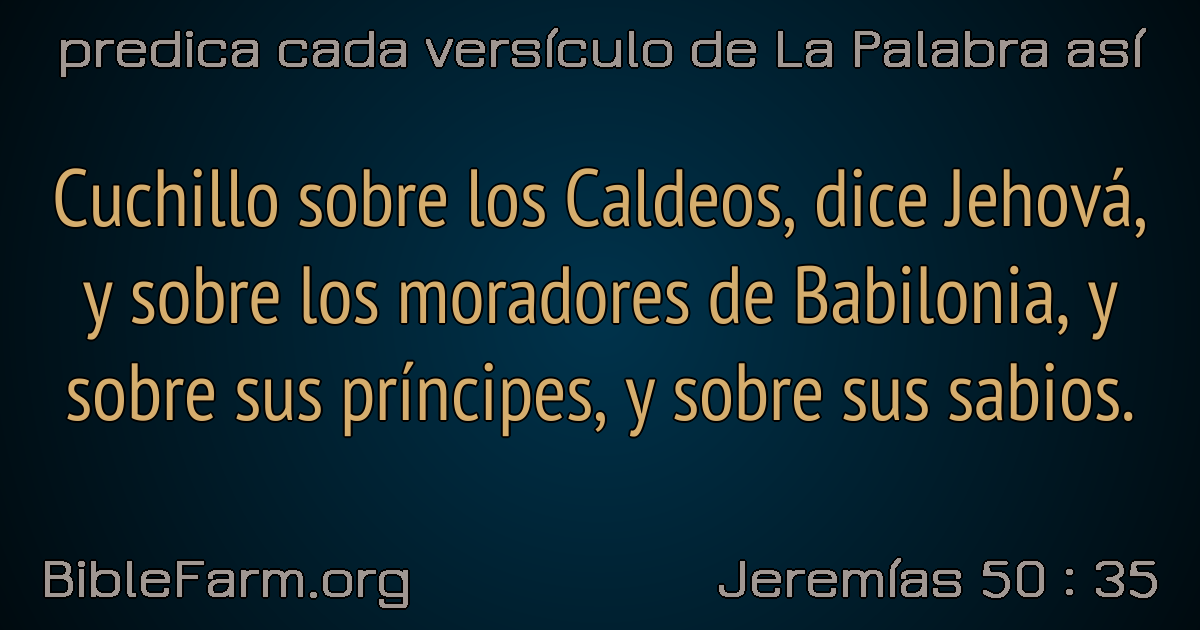 predica cada versículo de La Palabra así
Cuchillo sobre los Caldeos, dice Jehová,
y sobre los moradores de Babilonia, y
sobre sus príncipes, y sobre sus sabios.
BibleFarm.org
Jeremías 50 : 35